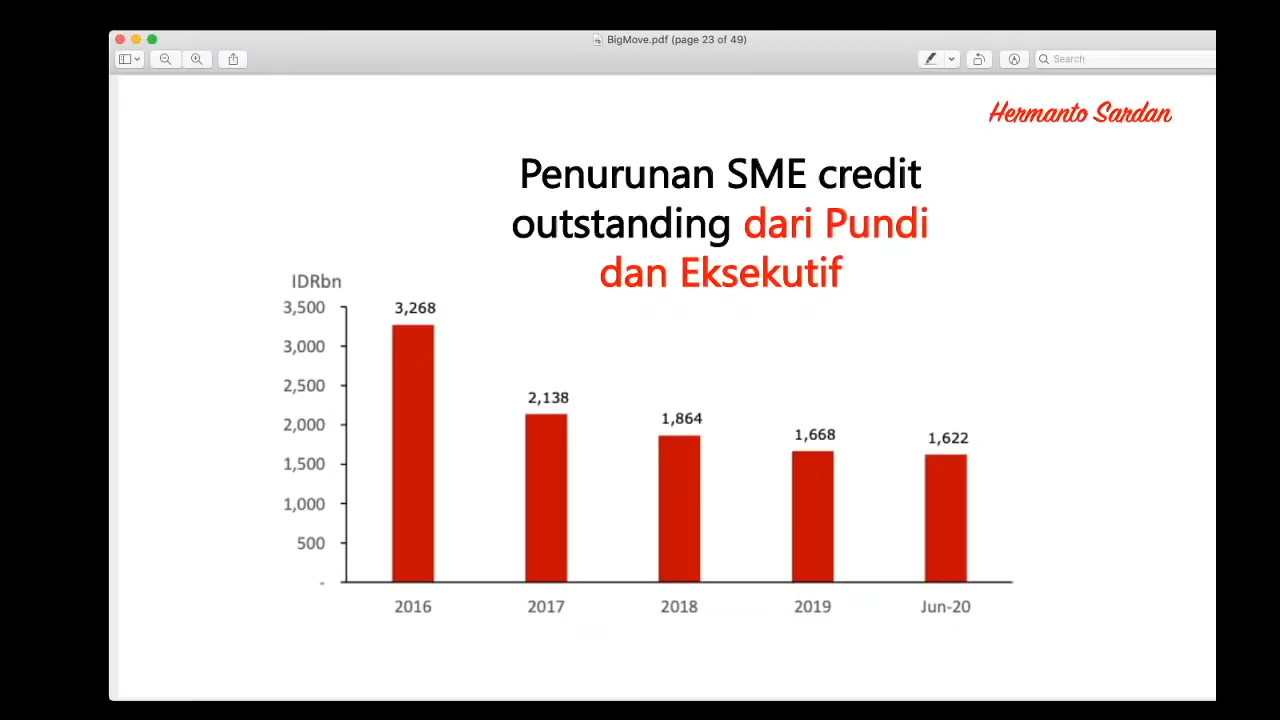 BigMove.pdf (page 23 of 49)
Search
Hermanto Sardan
Penurunan SME credit
outstanding dari Pundi
dan Eksekutif
IDRbn
3,500
3,000
2,500
2,000
1,500
1,000
500
-
3,268
2,138
1,864
1,668
1,622
2016
2017
2018
2019
Jun-20